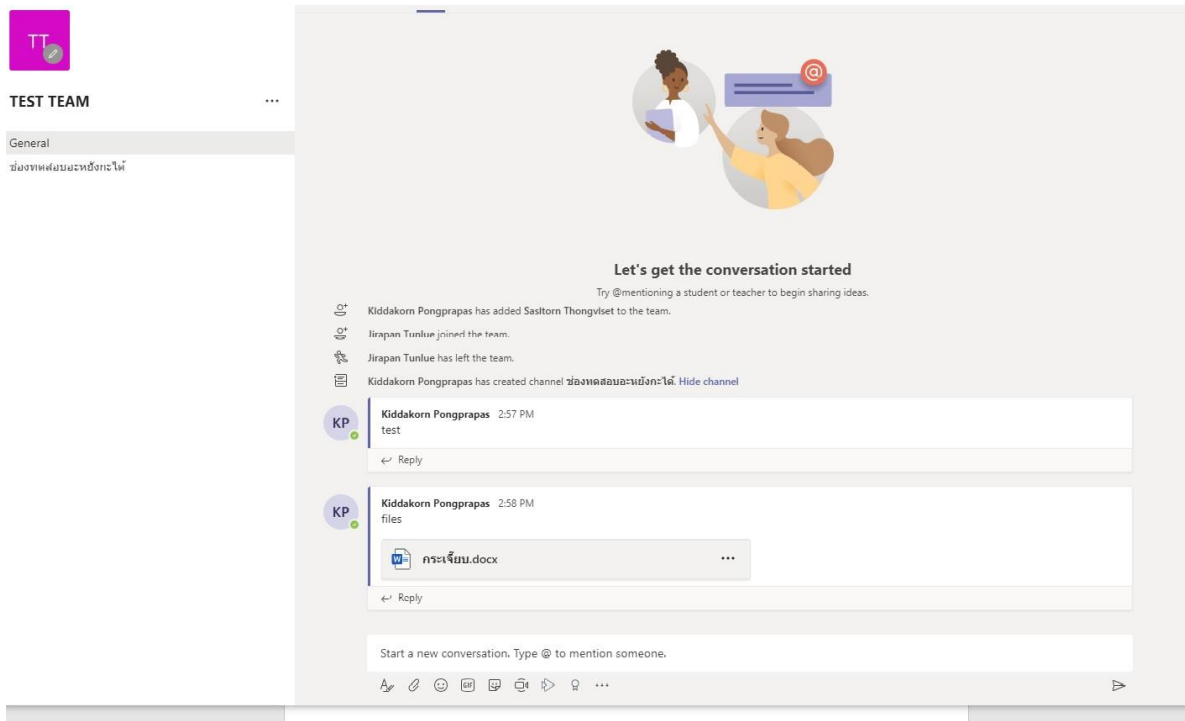 TT
TEST TEAM
General
ช่องทดสอบอะหยังกะได้
@
Let's get the conversation started
Try @mentioning a student or teacher to begin sharing ideas.
Kiddakorn Pongprapas has added Sasitorn Thongviset to the team.
Jirapan Tunlue joined the team.
Jirapan Tunlue has left the team.
Kiddakorn Pongprapas has created channel ช่องทดสอบอะหยังกะได้. Hide channel
KP
Kiddakorn Pongprapas 2:57 PM
test
Reply
KP
Kiddakorn Pongprapas 2:58 PM
files
W กระเจี๊ยบ.docx
Reply
Start a new conversation. Type @ to mention someone.
GIF